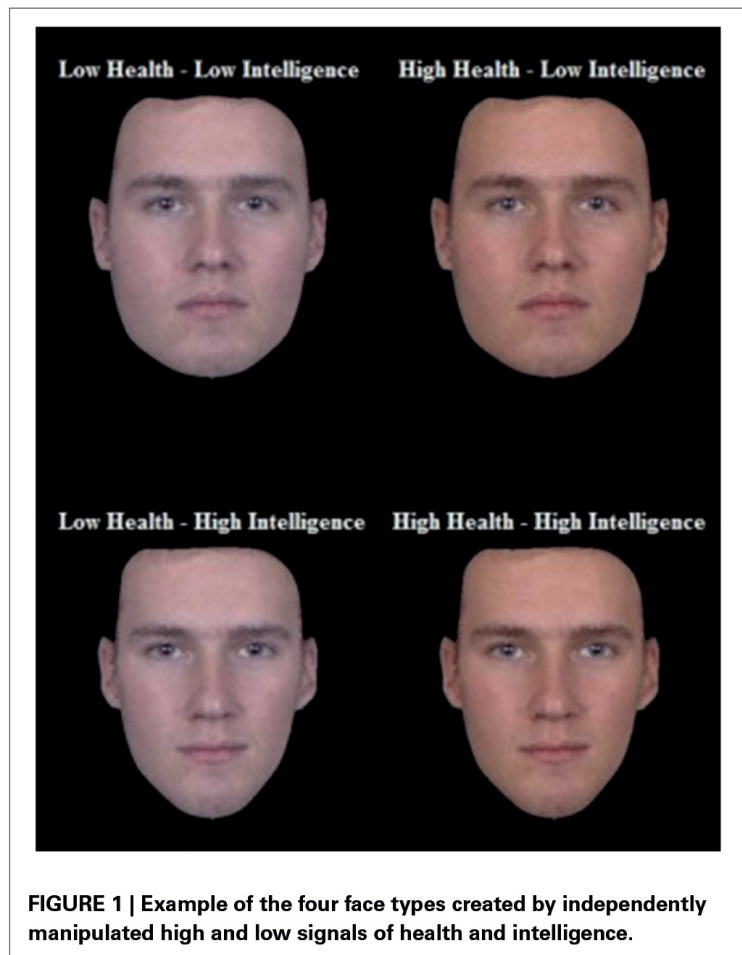 Low Health - Low Intelligence
High Health - Low Intelligence
Low Health - High Intelligence
High Health - High Intelligence
FIGURE 1 | Example of the four face types created by independently
manipulated high and low signals of health and intelligence.